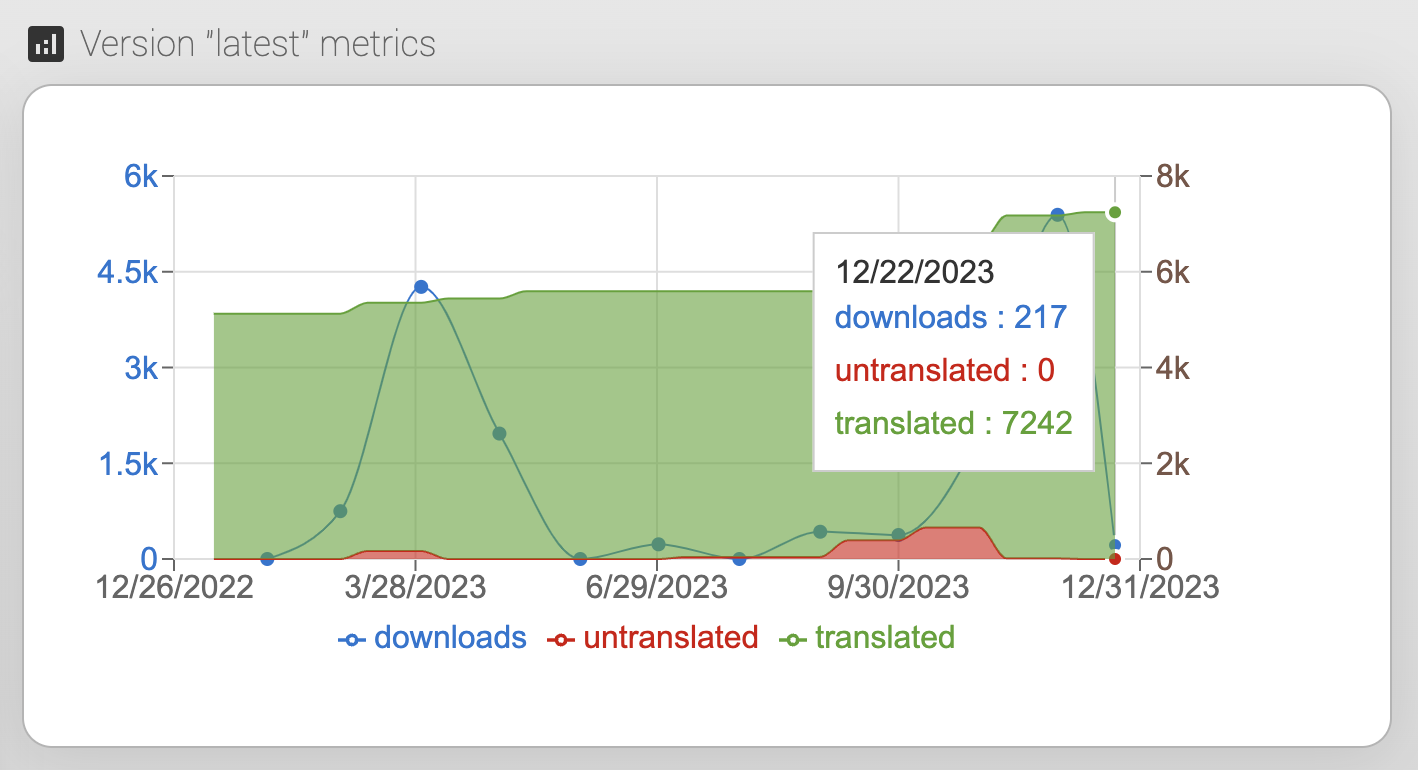 Version "latest" metrics
6k
4.5k
3k
1.5k
0
8k
6k
4k
2k
0
12/22/2023
downloads : 217
untranslated : 0
translated : 7242
12/26/2022 3/28/2023 6/29/2023 9/30/2023 12/31/2023
downloads untranslated translated